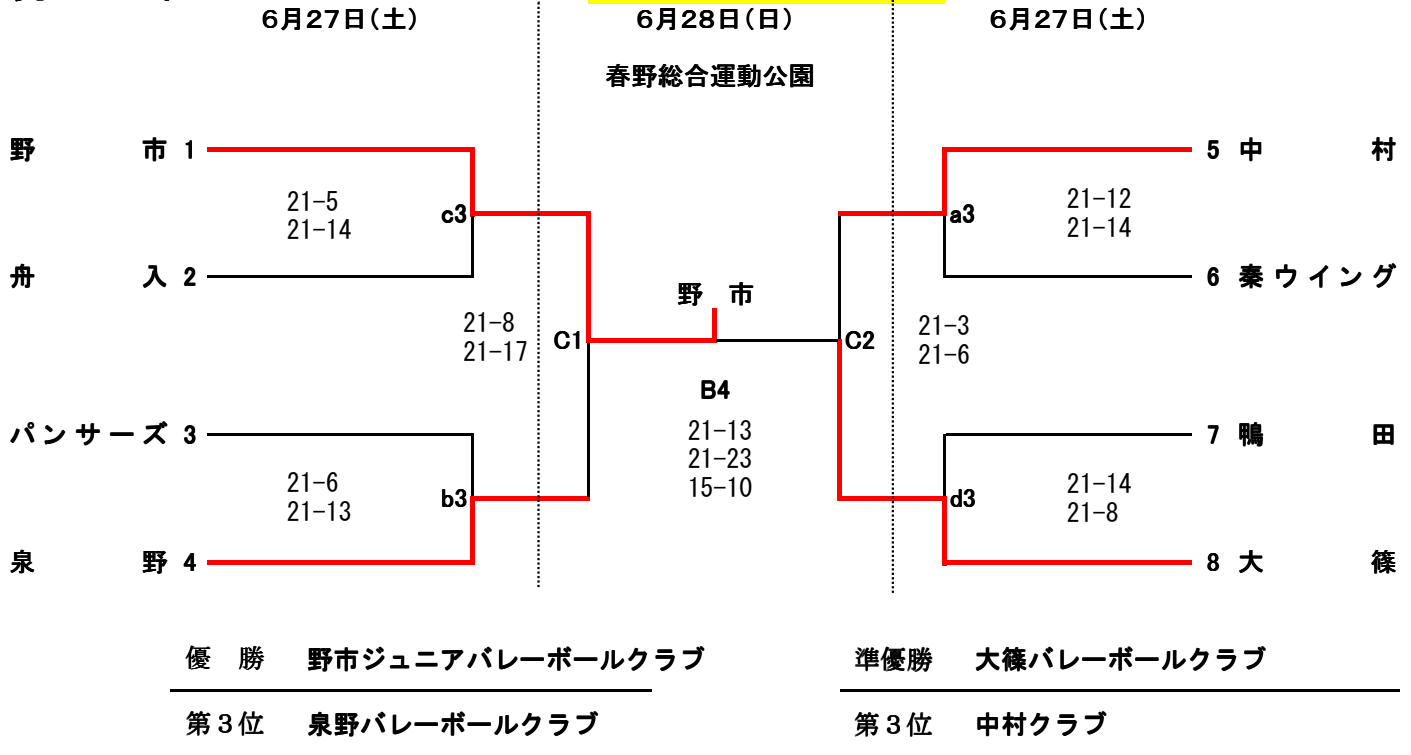 6月27日(土) 6月28日(日) 6月27日(土)
春野総合運動公園
野 市 1 5 中 村
21-5 21-12
c3 a3
21-14 21-14
舟 入 2 6 秦ウイング
野 市
21-8 21-3
C1 C2
21-17 21-6
B4
パンサーズ 3 21-13 7 鴨 田
21-23
21-6 15-10 21-14
b3 d3
21-13 21-8
泉 野 4 8 大 篠
優 勝 野市ジュニアバレーボールクラブ 準優勝 大篠バレーボールクラブ
第3位 泉野バレーボールクラブ 第3位 中村クラブ